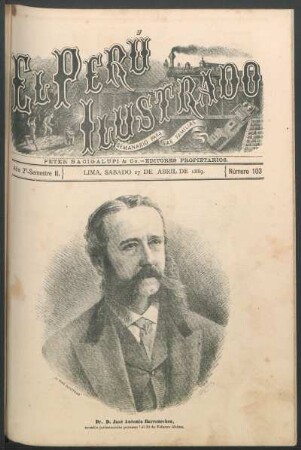 EL PERÚ
ILUSTRADO
SEMANARIO PARA LAS FAMILIAS
PETER BACIGALUPI & Co.—EDITORES PROPIETARIOS.
Año 2º-Semestre II.
LIMA, SABADO 27 DE ABRIL DE 1889.
Número 103
Dr. D. José Antonio Barrenechea,